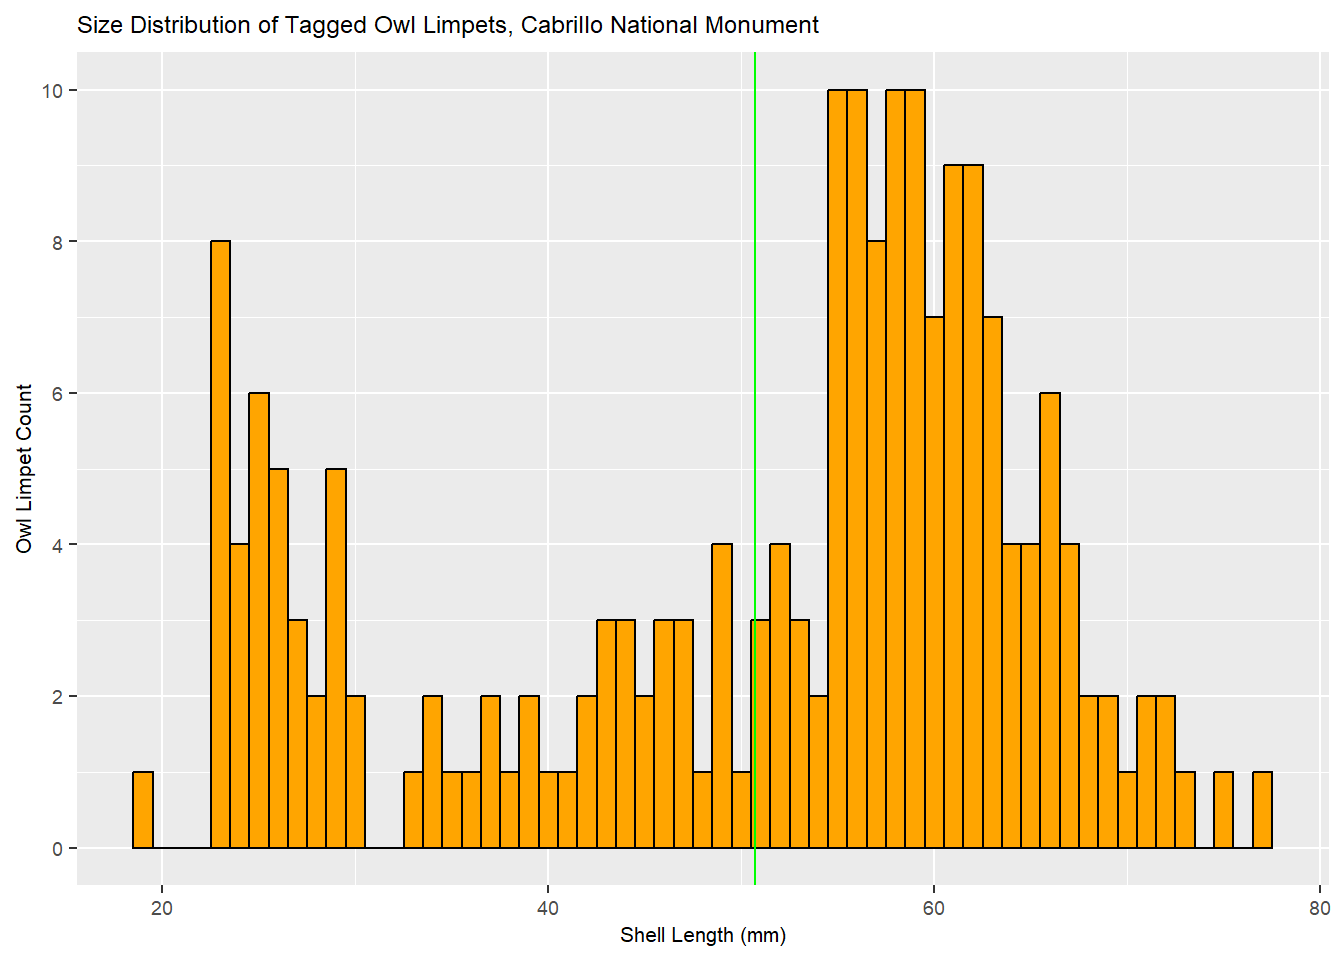 Size Distribution of Tagged Owl Limpets, Cabrillo National Monument
10
8
6
4
2
0
Owl Limpet Count
20 40 60 80
Shell Length (mm)